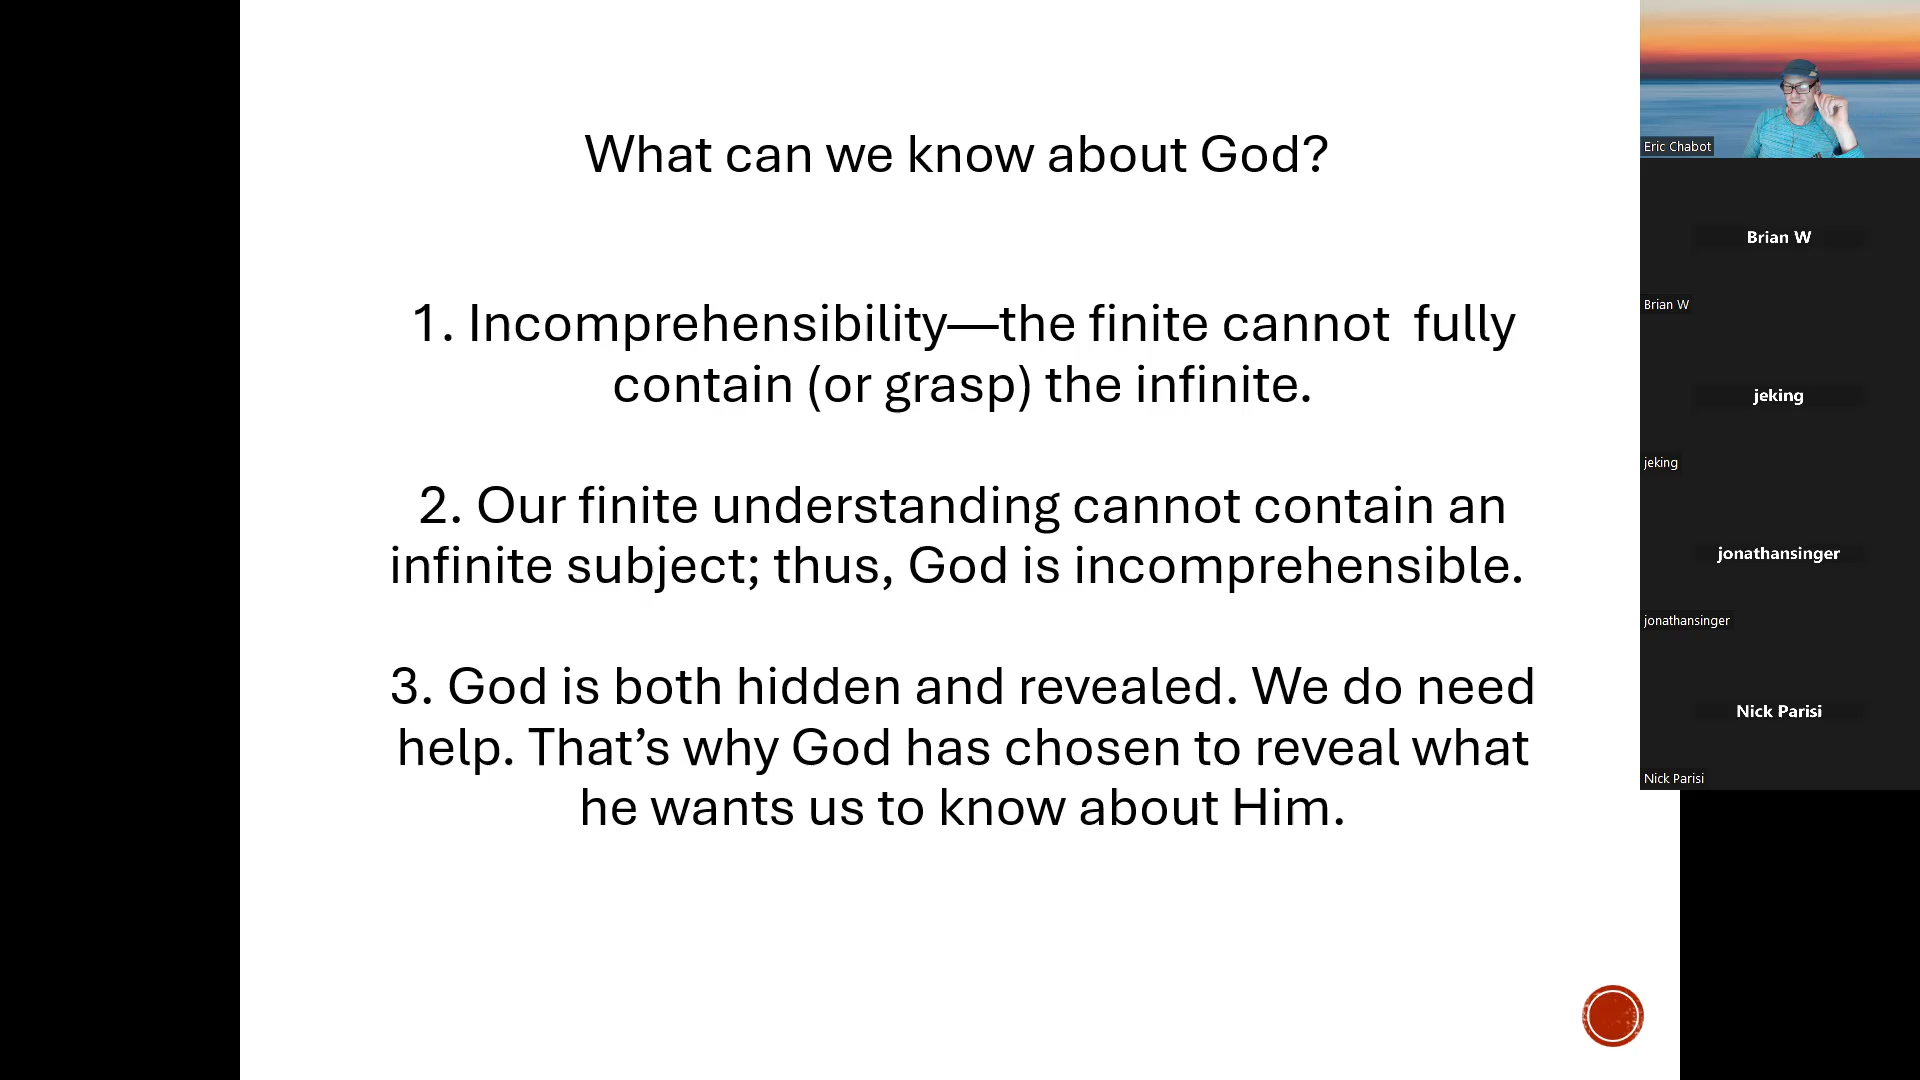 What can we know about God?
1. Incomprehensibility—the finite cannot  fully
contain (or grasp) the infinite.
2. Our finite understanding cannot contain an
infinite subject; thus, God is incomprehensible.
3. God is both hidden and revealed. We do need
help. That’s why God has chosen to reveal what
he wants us to know about Him.
Eric Chabot
Brian W
Brian W
jeking
jeking
jonathansinger
jonathansinger
Nick Parisi
Nick Parisi